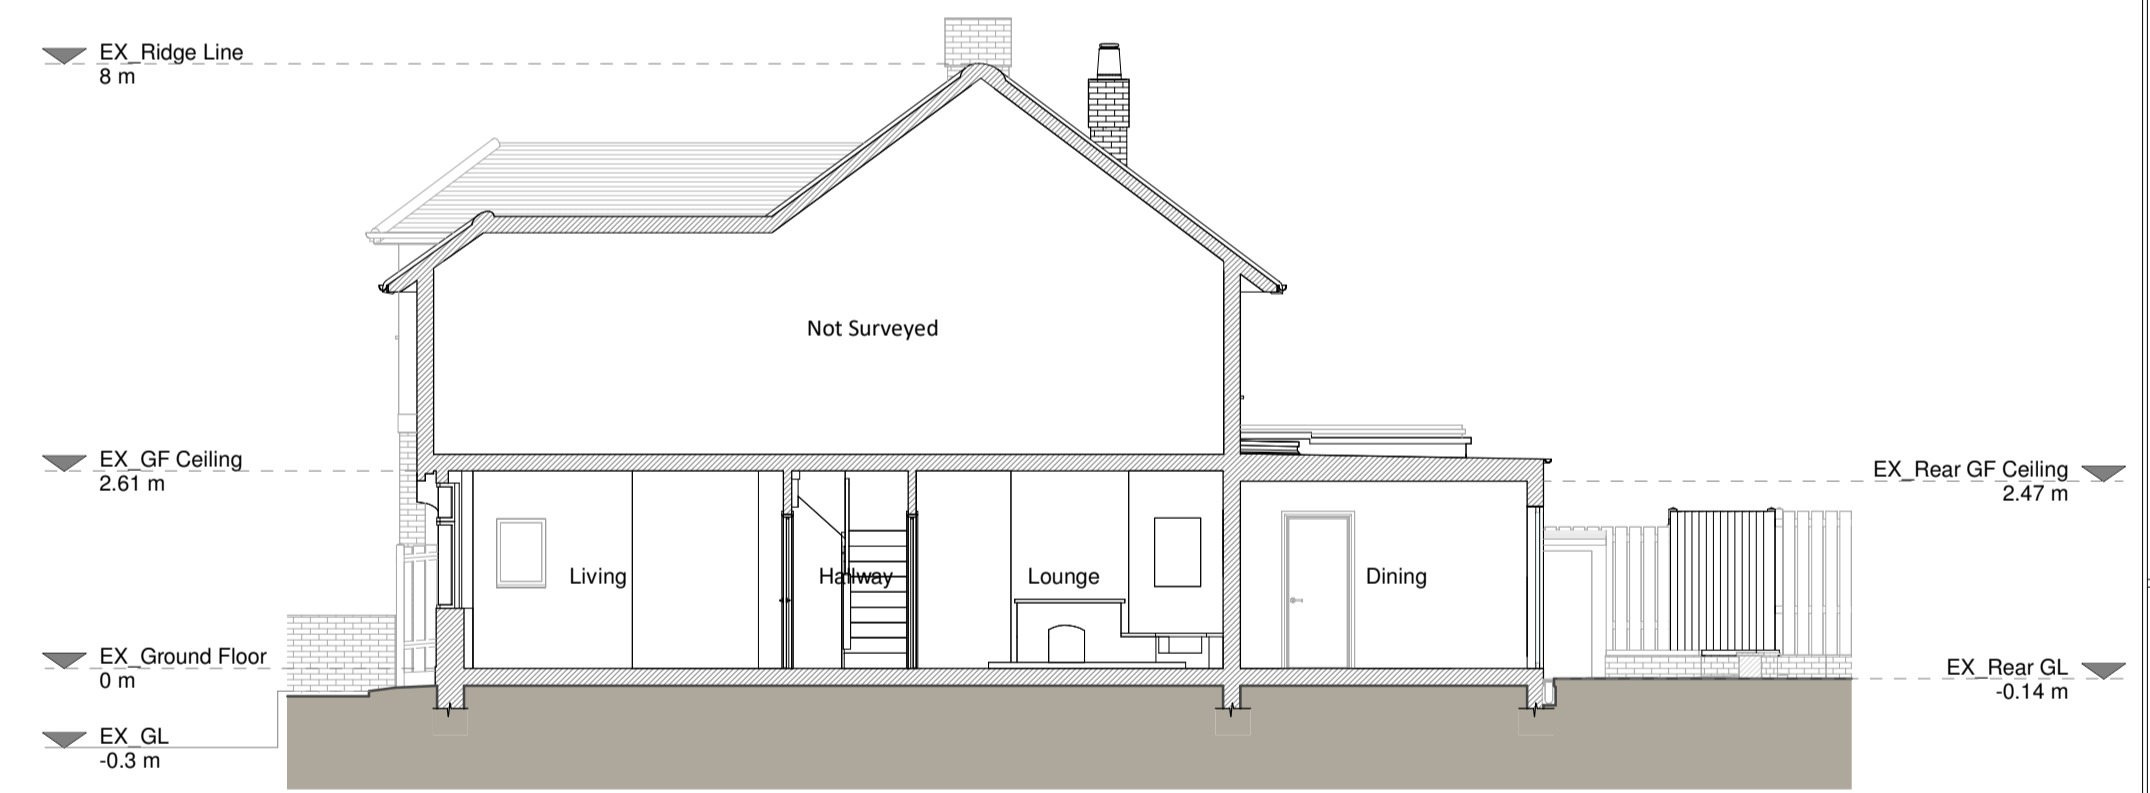 EX_Ridge Line
8 m
Not Surveyed
EX_GF Ceiling
2.61 m
EX_Rear GF Ceiling
2.47 m
Living
Hallway
Lounge
Dining
EX_Ground Floor
0 m
EX_Rear GL
-0.14 m
EX_GL
-0.3 m